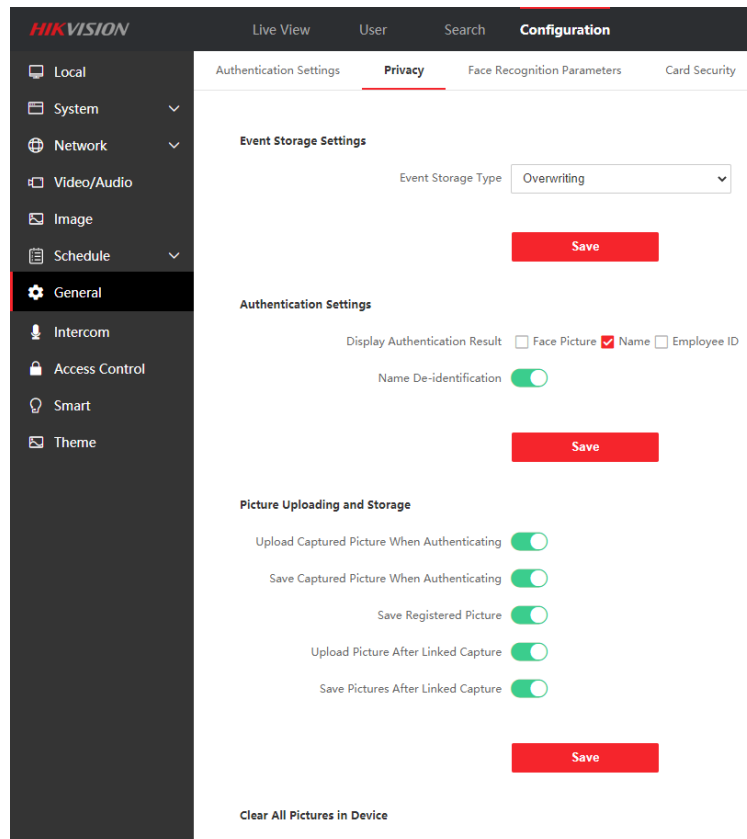 HIKVISION
Live View User Search Configuration
Local
System
Network
Video/Audio
Image
Schedule
General
Intercom
Access Control
Smart
Theme
Authentication Settings Privacy Face Recognition Parameters Card Security
Event Storage Settings
Event Storage Type Overwriting
Save
Authentication Settings
Display Authentication Result Face Picture Name Employee ID
Name De-identification
Save
Picture Uploading and Storage
Upload Captured Picture When Authenticating
Save Captured Picture When Authenticating
Save Registered Picture
Upload Picture After Linked Capture
Save Pictures After Linked Capture
Save
Clear All Pictures in Device